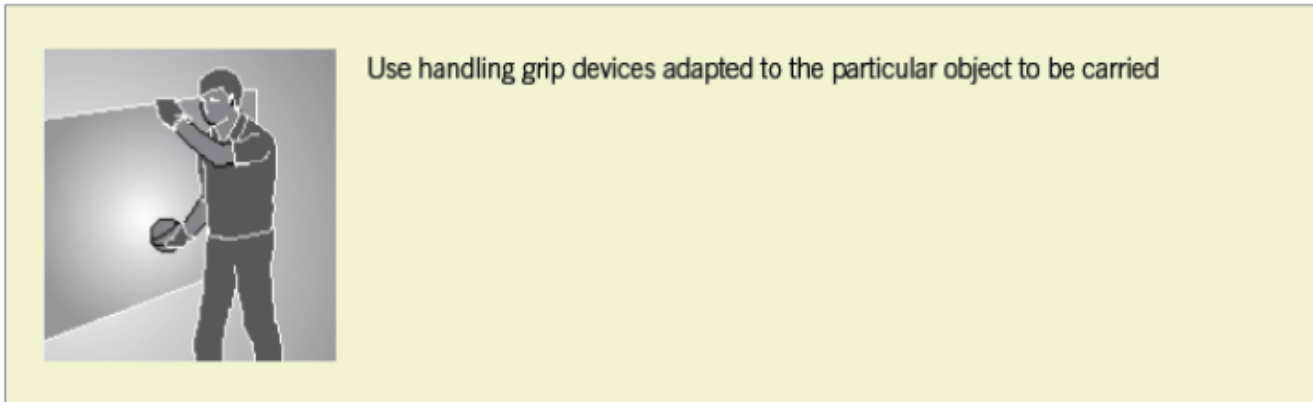 Use handling grip devices adapted to the particular object to be carried